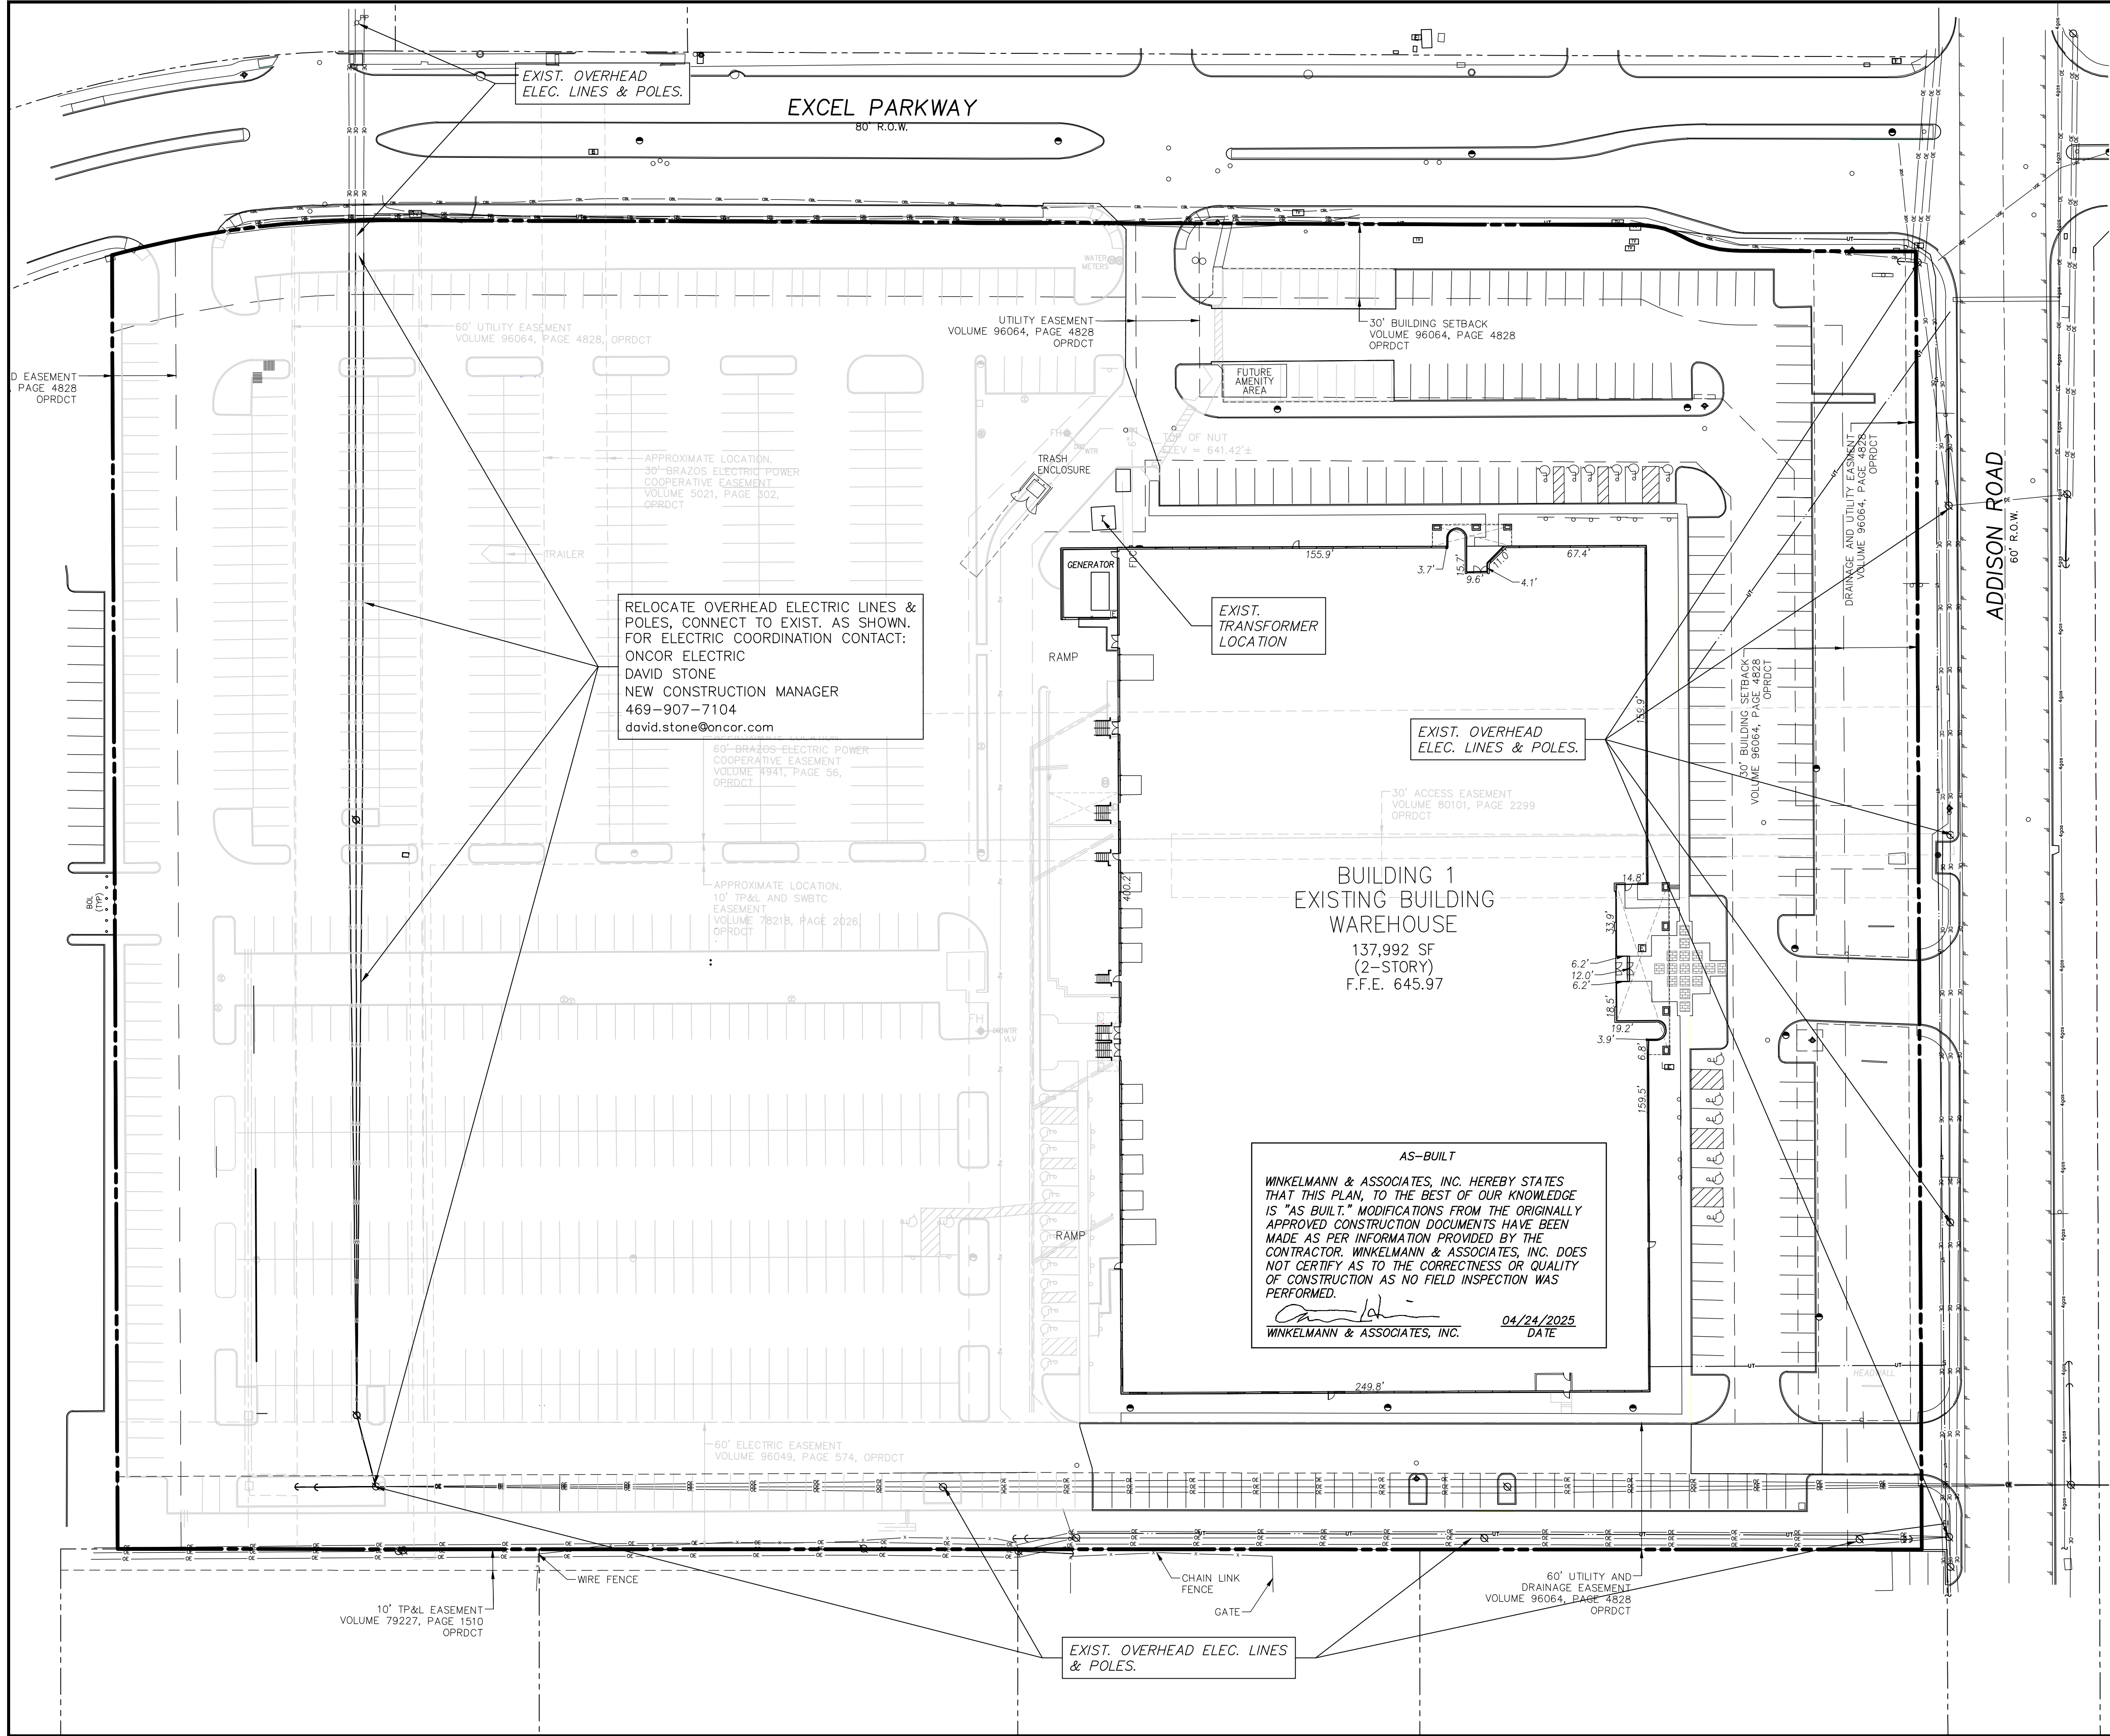 PP
EXIST. OVERHEAD
ELEC. LINES & POLES.
EXCEL PARKWAY
80' R.O.W.
WATER
METERS
60' UTILITY EASEMENT
VOLUME 96064, PAGE 4828, OPRDCT
UTILITY EASEMENT
VOLUME 96064, PAGE 4828
OPRDCT
30' BUILDING SETBACK
VOLUME 96064, PAGE 4828
OPRDCT
D EASEMENT
, PAGE 4828
OPRDCT
FUTURE
AMENITY
AREA
APPROXIMATE LOCATION,
30' BRAZOS ELECTRIC POWER
COOPERATIVE EASEMENT
VOLUME 5021, PAGE 302,
OPRDCT
FH
WTR
TOP OF NUT
ELEV = 641.42'±
TRASH
ENCLOSURE
DRAINAGE AND UTILITY EASMENT
VOLUME 96064, PAGE 4828
OPRDCT
ADDISON ROAD
60' R.O.W.
TRAILER
T
GENERATOR
155.9'
3.7'
15.7'
9.6'
11.0'
4.1'
67.4'
RELOCATE OVERHEAD ELECTRIC LINES &
POLES, CONNECT TO EXIST. AS SHOWN.
FOR ELECTRIC COORDINATION CONTACT:
ONCOR ELECTRIC
DAVID STONE
NEW CONSTRUCTION MANAGER
469-907-7104
david.stone@oncor.com
EXIST.
TRANSFORMER
LOCATION
RAMP
159.9'
30' BUILDING SETBACK
VOLUME 96064, PAGE 4828
OPRDCT
EXIST. OVERHEAD
ELEC. LINES & POLES.
60' BRAZOS ELECTRIC POWER
COOPERATIVE EASEMENT
VOLUME 4941, PAGE 56,
OPRDCT
30' ACCESS EASEMENT
VOLUME 80101, PAGE 2299
OPRDCT
BOL
(TYP)
APPROXIMATE LOCATION,
10' TP&L AND SWBTC
EASEMENT
VOLUME 78218, PAGE 2026,
OPRDCT
400.2'
BUILDING 1
EXISTING BUILDING
WAREHOUSE
137,992 SF
(2-STORY)
F.F.E. 645.97
14.8'
33.9'
6.2'
12.0'
6.2'
18.5'
19.2'
3.9'
6.8'
FH
VLV
159.5'
RAMP
AS-BUILT
WINKELMANN & ASSOCIATES, INC. HEREBY STATES
THAT THIS PLAN, TO THE BEST OF OUR KNOWLEDGE
IS "AS BUILT." MODIFICATIONS FROM THE ORIGINALLY
APPROVED CONSTRUCTION DOCUMENTS HAVE BEEN
MADE AS PER INFORMATION PROVIDED BY THE
CONTRACTOR. WINKELMANN & ASSOCIATES, INC. DOES
NOT CERTIFY AS TO THE CORRECTNESS OR QUALITY
OF CONSTRUCTION AS NO FIELD INSPECTION WAS
PERFORMED.
04/24/2025
WINKELMANN & ASSOCIATES, INC. DATE
UT
HEADWALL
249.8'
60' ELECTRIC EASEMENT
VOLUME 96049, PAGE 574, OPRDCT
WIRE FENCE
CHAIN LINK
FENCE
GATE
10' TP&L EASEMENT
VOLUME 79227, PAGE 1510
OPRDCT
60' UTILITY AND
DRAINAGE EASEMENT
VOLUME 96064, PAGE 4828
OPRDCT
EXIST. OVERHEAD ELEC. LINES
& POLES.